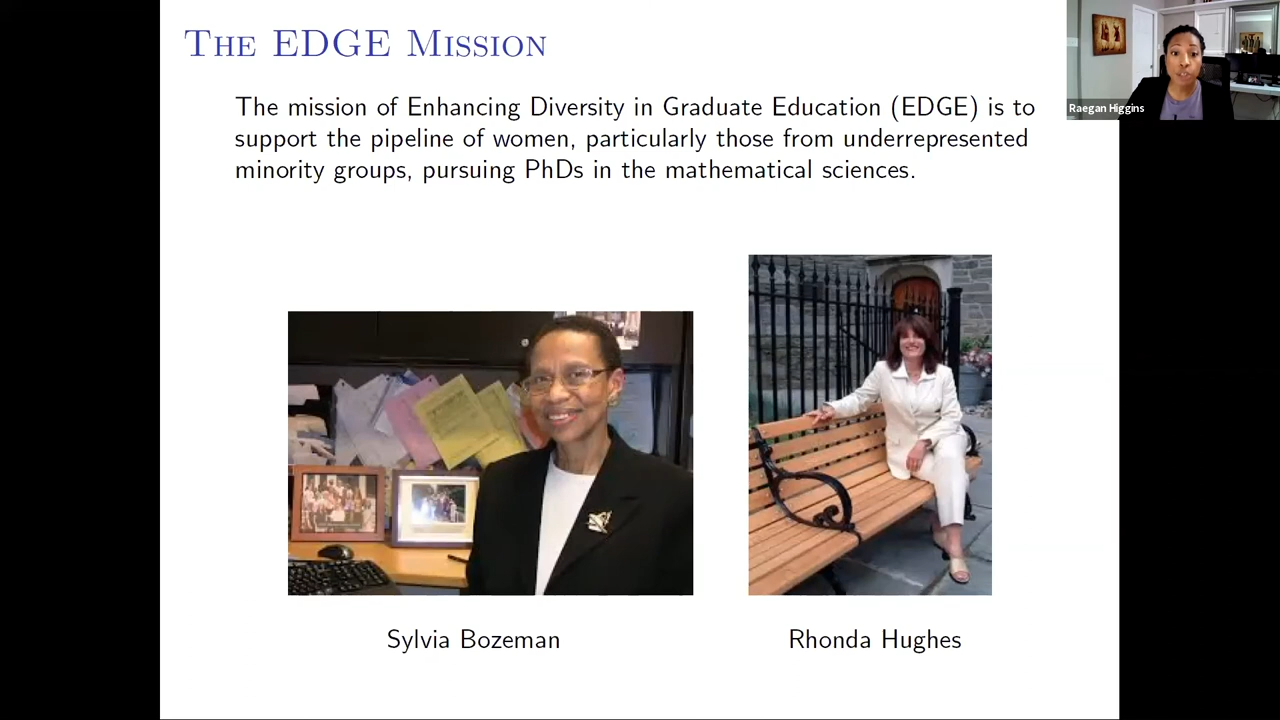 The EDGE Mission
The mission of Enhancing Diversity in Graduate Education (EDGE) is to
support the pipeline of women, particularly those from underrepresented
minority groups, pursuing PhDs in the mathematical sciences.
Sylvia Bozeman
Rhonda Hughes
Raegan Higgins